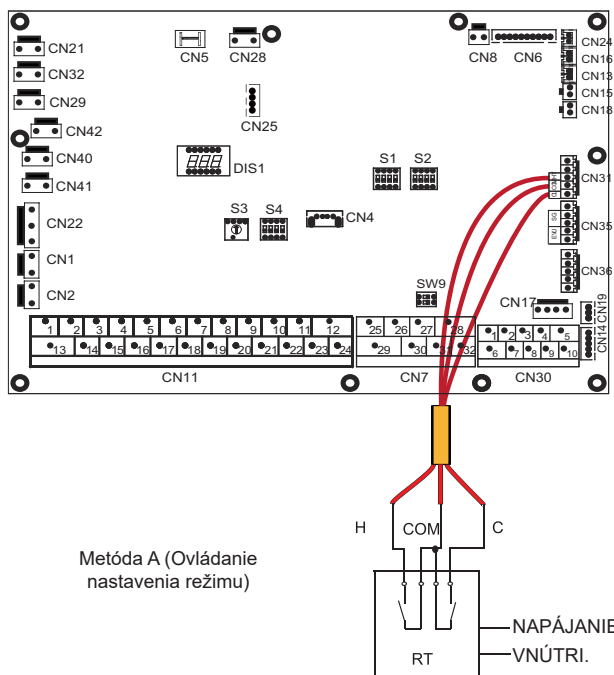 CN21
CN5
CN28
CN8
CN6
CN24
CN16
CN13
CN15
CN18
CN32
CN29
CN25
CN42
CN40
DIS1
S1 S2
CN41
CN31
S3 S4
CN4
CN22
CN35
CN1
CN36
SW9
CN2
CN17
CN19
CN14
1 2 3 4 5 6 7 8 9 10 11 12
13 14 15 16 17 18 19 20 21 22 23 24
CN11
25 26 27 28
29 30 31 32
CN7
1 2 3 4 5
6 7 8 9 10
CN30
H COM C
Metóda A (Ovládanie
nastavenia režimu)
NAPÁJANIE
VNÚTRI.
RT